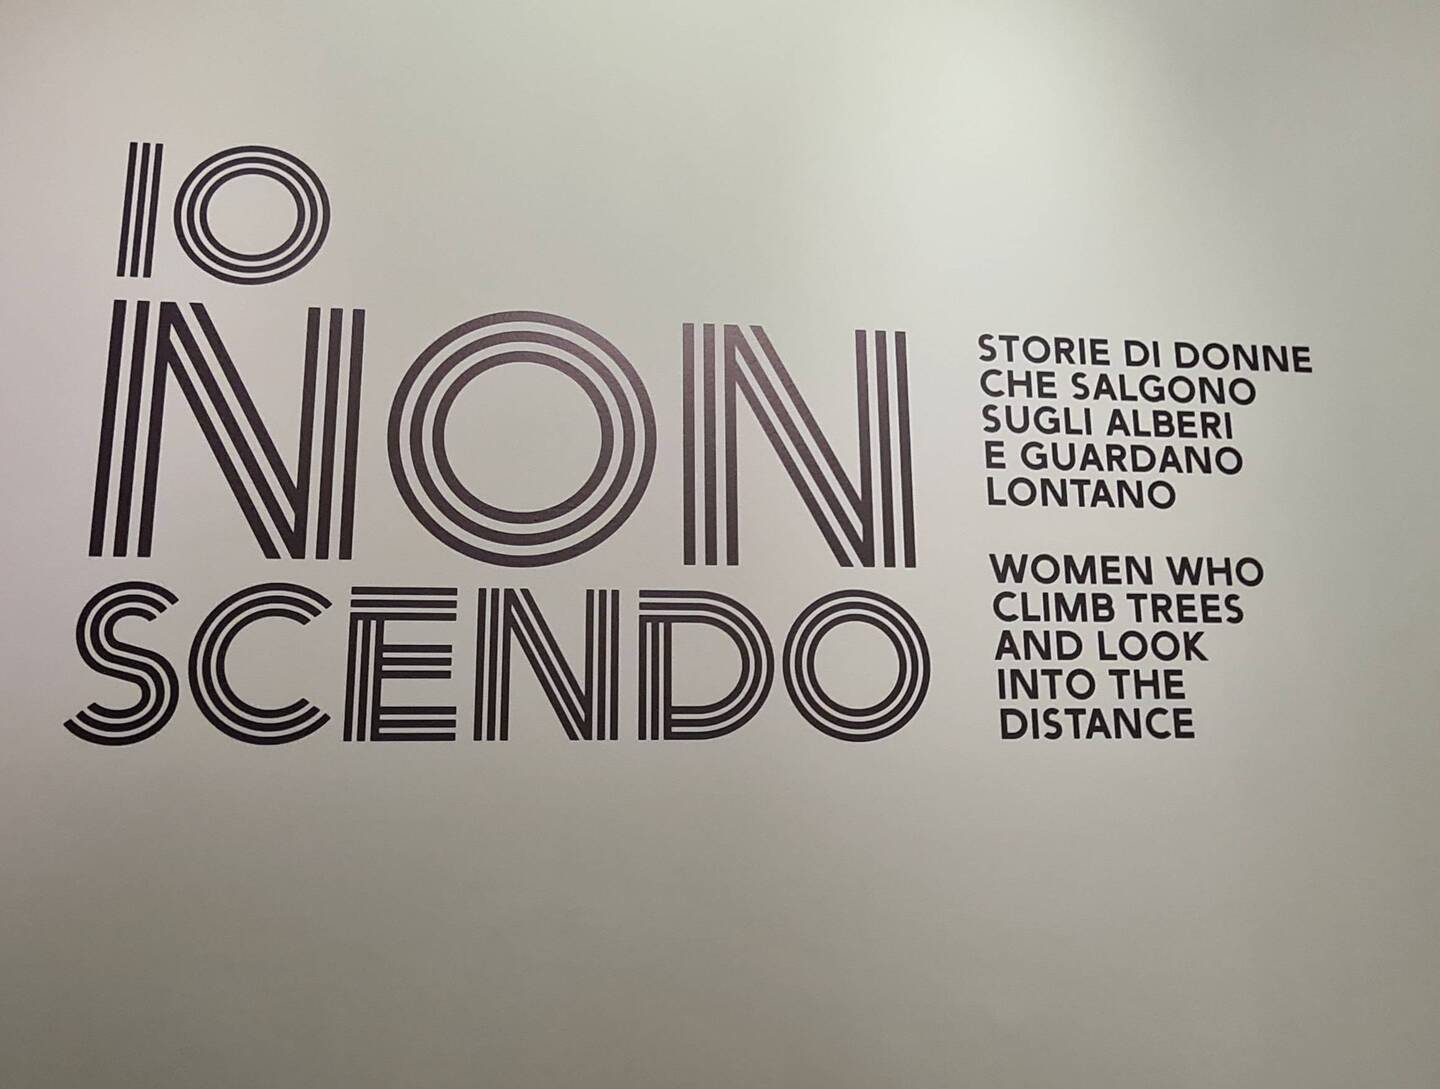 IO
NON
SCENDO
STORIE DI DONNE
CHE SALGONO
SUGLI ALBERI
E GUARDANO
LONTANO
WOMEN WHO
CLIMB TREES
AND LOOK
INTO THE
DISTANCE